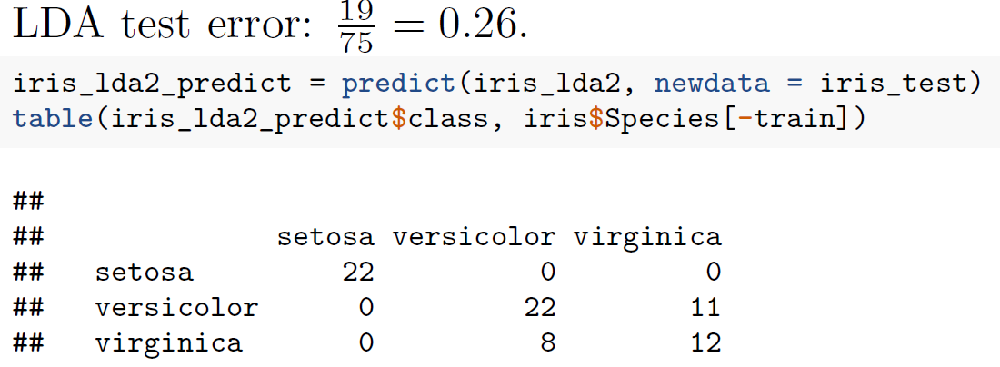 LDA test error: 19/75 = 0.26.
iris_lda2_predict = predict(iris_lda2, newdata = iris_test)
table(iris_lda2_predict$class, iris$Species[-train])
##
##              setosa versicolor virginica
##   setosa         22          0         0
##   versicolor      0         22        11
##   virginica       0          8        12